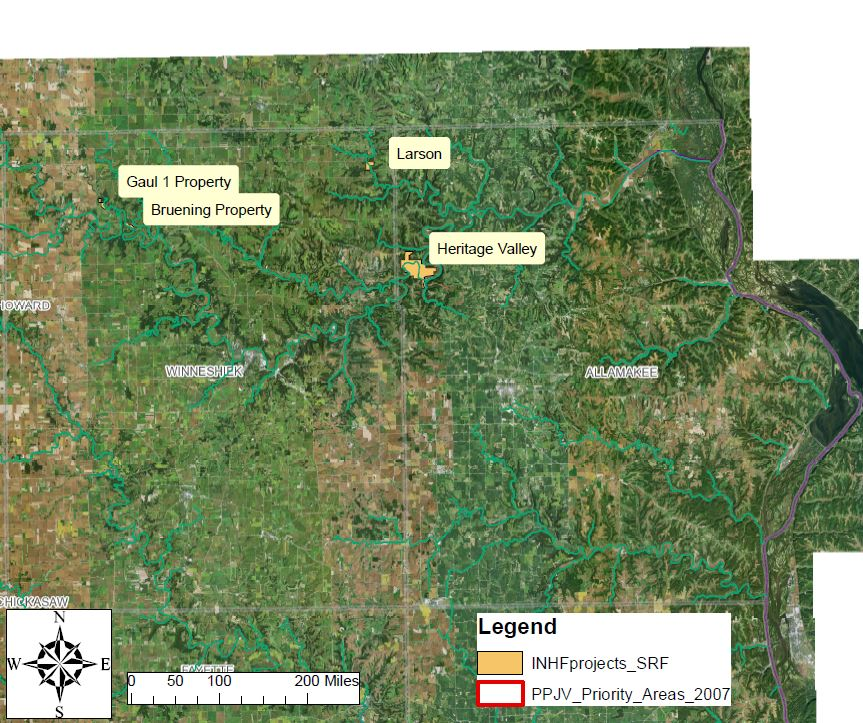 Larson
Gaul 1 Property
Bruening Property
Heritage Valley
HOWARD
WINNESHIEK
ALLAMAKEE
CHICKASAW
FAYETTE
N
W E
S
0 50 100 200 Miles
Legend
INHFprojects_SRF
PPJV_Priority_Areas_2007